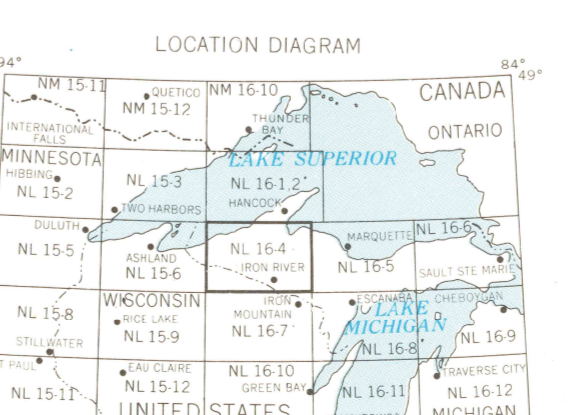 LOCATION DIAGRAM
94°
84°
49°
NM 15-11
QUETICO
NM 15-12
NM 16-10
CANADA
THUNDER
BAY
INTERNATIONAL
FALLS
ONTARIO
MINNESOTA
LAKE SUPERIOR
HIBBING
NL 15-2
NL 15-3
NL 16-1,2
TWO HARBORS
HANCOCK
DULUTH
NL 15-5
ASHLAND
NL 15-6
NL 16-4
IRON RIVER
MARQUETTE
NL 16-5
NL 16-6
SAULT STE MARIE
WISCONSIN
NL 15-8
RICE LAKE
NL 15-9
IRON
MOUNTAIN
NL 16-7
ESCANABA
LAKE
MICHIGAN
NL 16-8
CHEBOYGAN
NL 16-9
STILLWATER
T PAUL
NL 15-11
EAU CLAIRE
NL 15-12
NL 16-10
GREEN BAY
NL 16-11
TRAVERSE CITY
NL 16-12
UNITED STATES
MICHIGAN